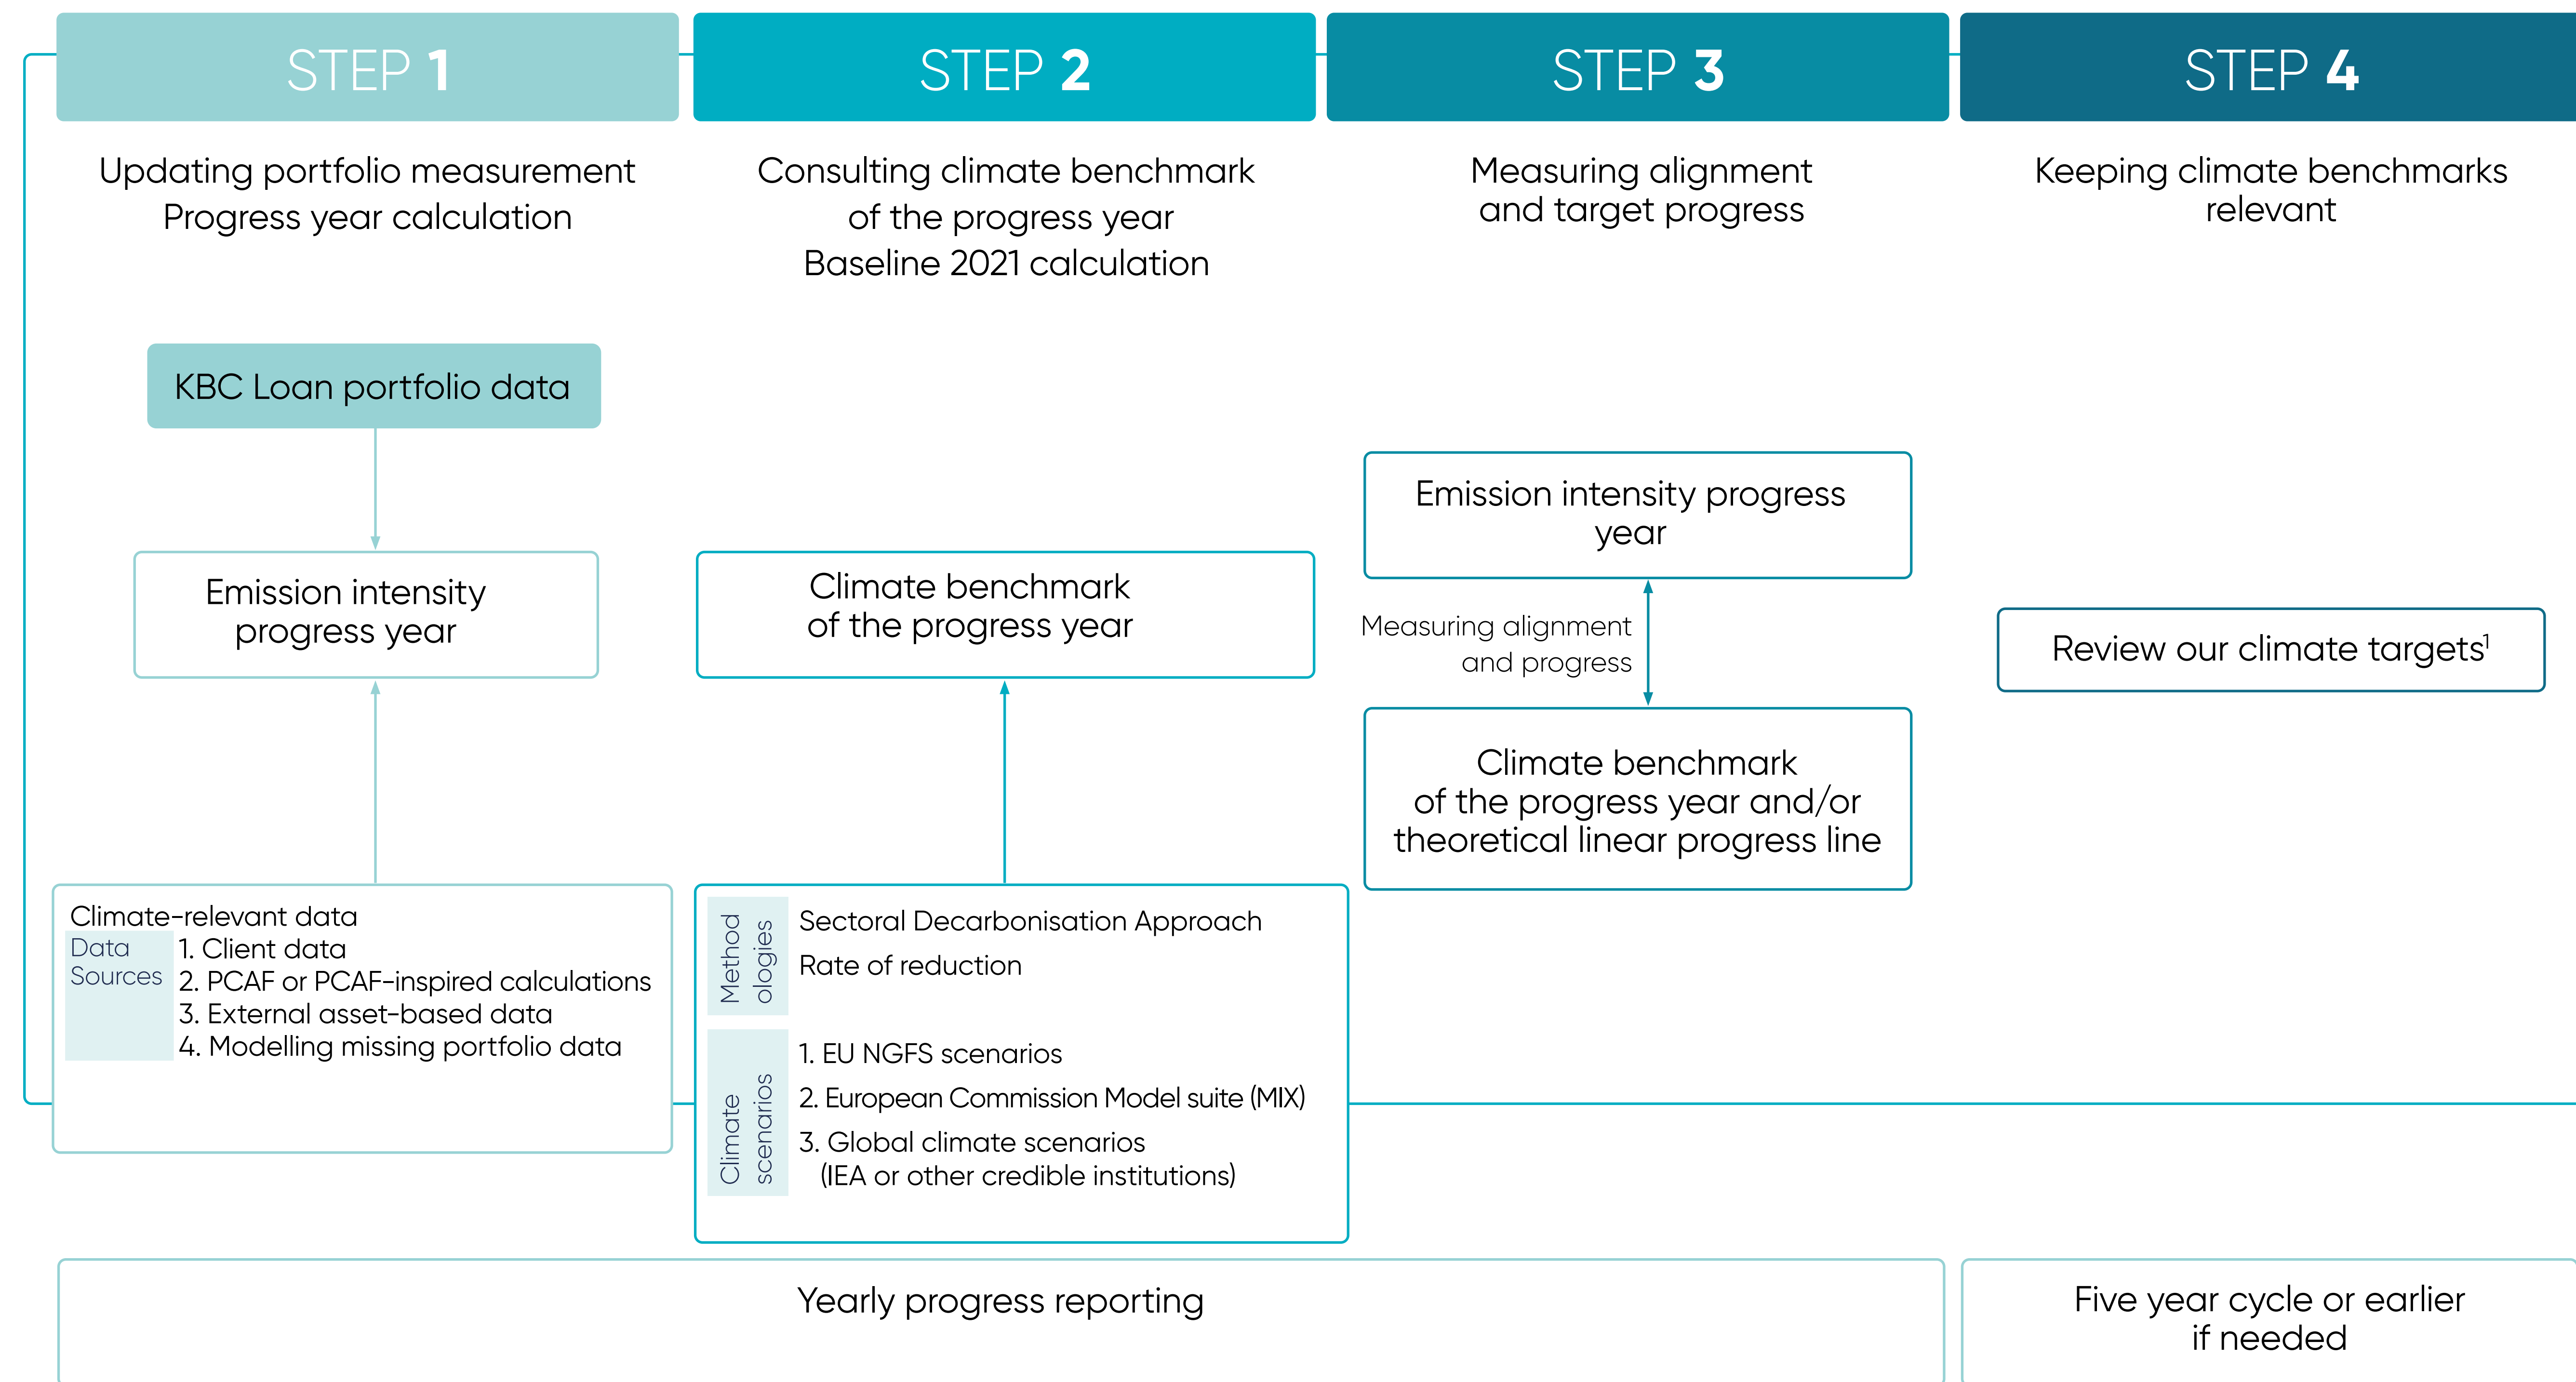 STEP 1
Updating portfolio measurement
Progress year calculation
KBC Loan portfolio data
Emission intensity
progress year
Climate-relevant data
Data
Sources
1. Client data
2. PCAF or PCAF-inspired calculations
3. External asset-based data
4. Modelling missing portfolio data
STEP 2
Consulting climate benchmark
of the progress year
Baseline 2021 calculation
Climate benchmark
of the progress year
Method
ologies
Sectoral Decarbonisation Approach
Rate of reduction
Climate
scenarios
1. EU NGFS scenarios
2. European Commission Model suite (MIX)
3. Global climate scenarios
(IEA or other credible institutions)
STEP 3
Measuring alignment
and target progress
Emission intensity progress
year
Measuring alignment
and progress
Climate benchmark
of the progress year and/or
theoretical linear progress line
STEP 4
Keeping climate benchmarks
relevant
Review our climate targets¹
Yearly progress reporting
Five year cycle or earlier
if needed